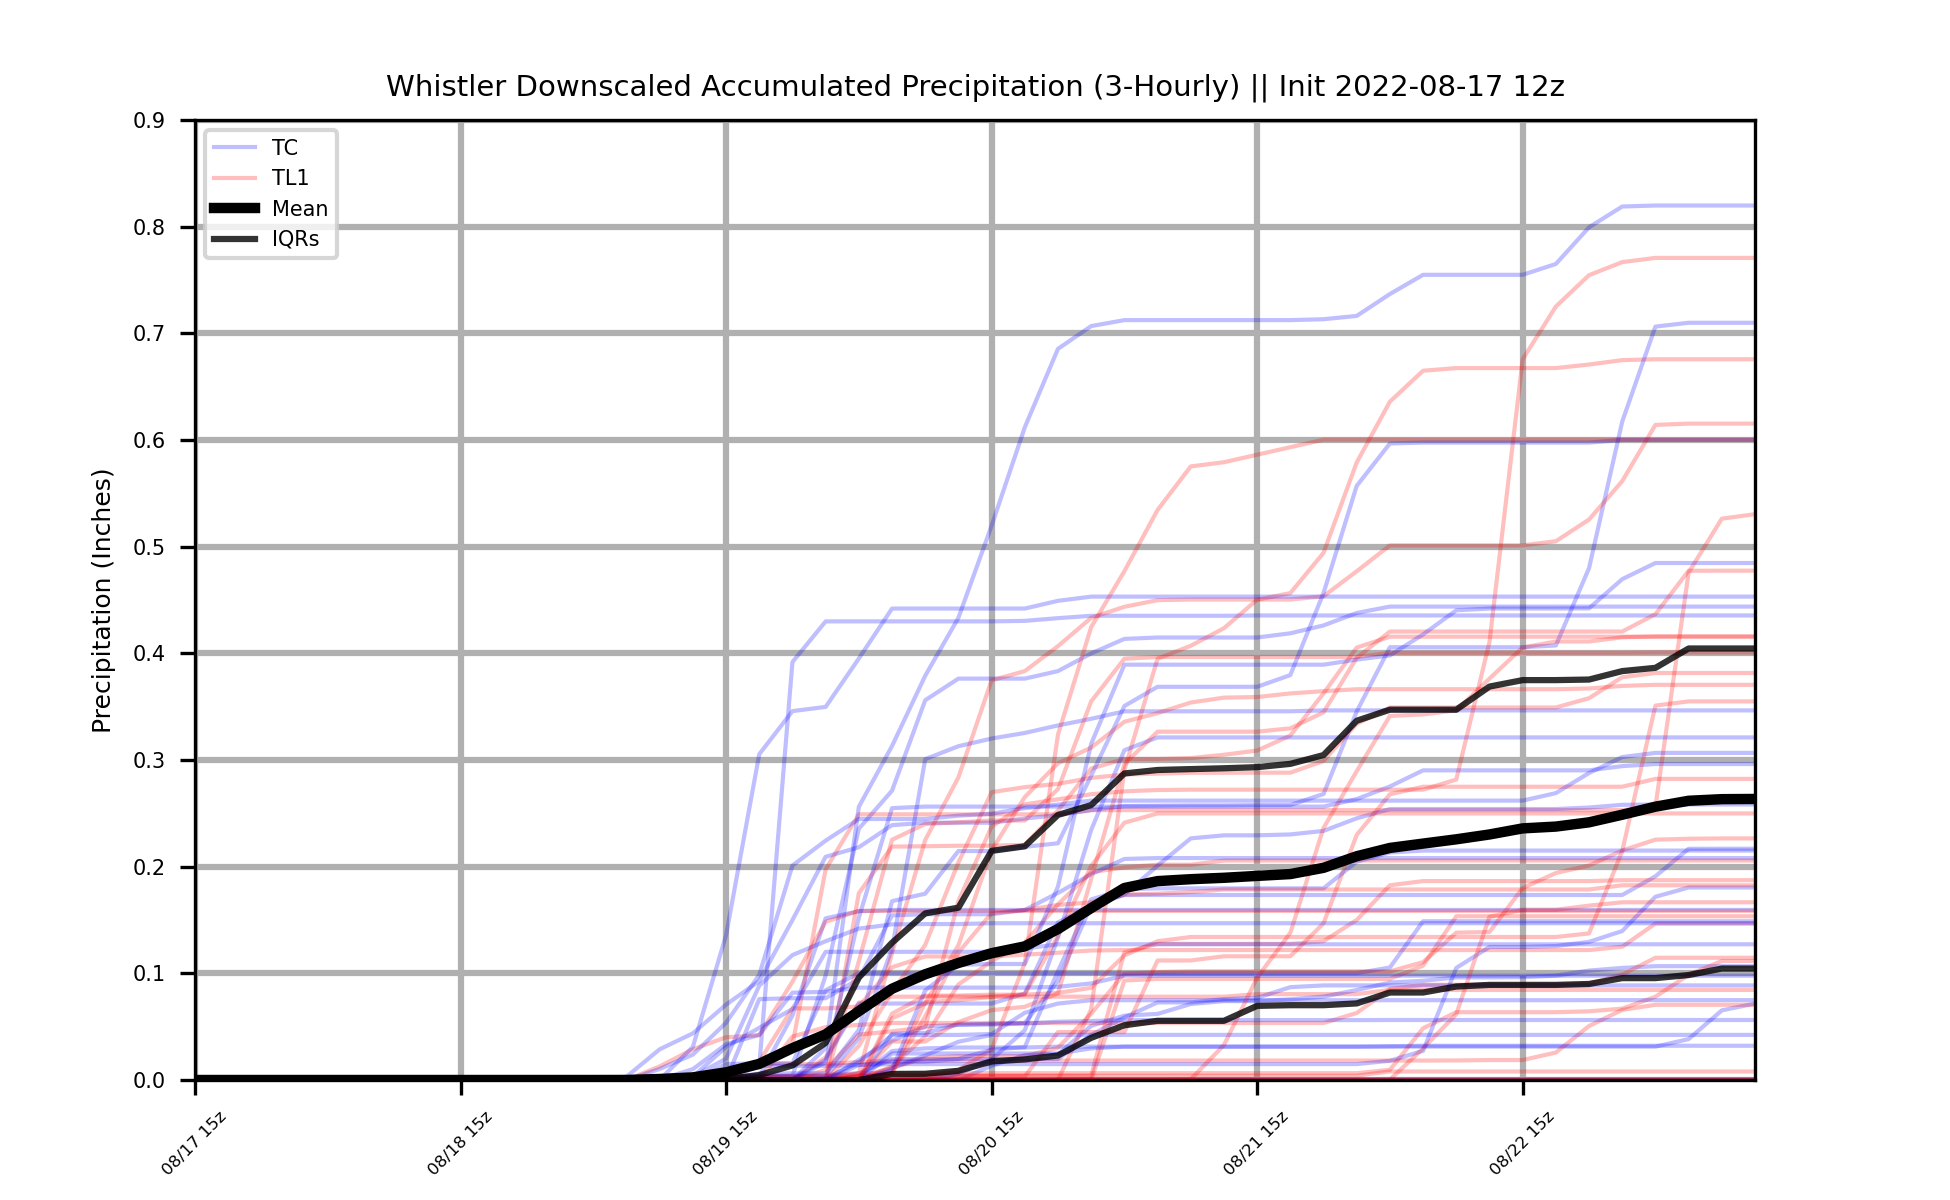 Whistler Downscaled Accumulated Precipitation (3-Hourly) || Init 2022-08-17 12z
TC
TL1
Mean
IQRs
Precipitation (Inches)
0.9
0.8
0.7
0.6
0.5
0.4
0.3
0.2
0.1
0.0
08/17 15z
08/18 15z
08/19 15z
08/20 15z
08/21 15z
08/22 15z